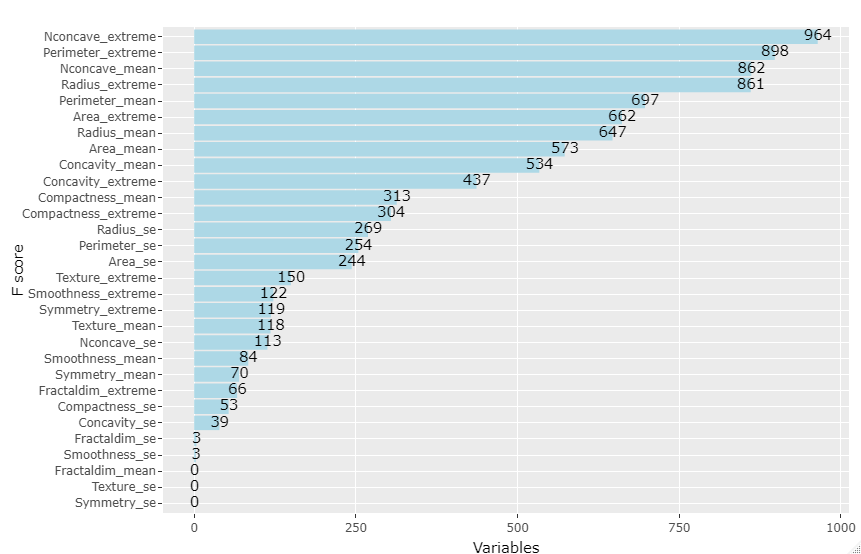 Nconcave_extreme 964
Perimeter_extreme 898
Nconcave_mean 862
Radius_extreme 861
Perimeter_mean 697
Area_extreme 662
Radius_mean 647
Area_mean 573
Concavity_mean 534
Concavity_extreme 437
Compactness_mean 313
Compactness_extreme 304
Radius_se 269
Perimeter_se 254
Area_se 244
Texture_extreme 150
Smoothness_extreme 122
Symmetry_extreme 119
Texture_mean 118
Nconcave_se 113
Smoothness_mean 84
Symmetry_mean 70
Fractaldim_extreme 66
Compactness_se 53
Concavity_se 39
Fractaldim_se 3
Smoothness_se 3
Fractaldim_mean 0
Texture_se 0
Symmetry_se 0
F score
0 250 500 750 1000
Variables